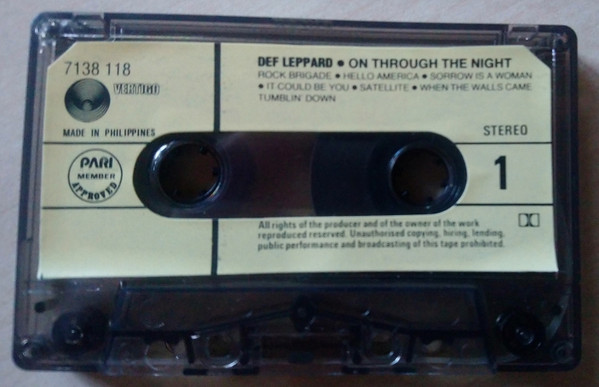 7138 118
VERTIGO
MADE IN PHILIPPINES
PARI
MEMBER
APPROVED
DEF LEPPARD ● ON THROUGH THE NIGHT
ROCK BRIGADE ● HELLO AMERICA ● SORROW IS A WOMAN
● IT COULD BE YOU ● SATELLITE ● WHEN THE WALLS CAME
TUMBLIN' DOWN
STEREO
1
All rights of the producer and of the owner of the work
reproduced reserved. Unauthorised copying, hiring, lending,
public performance and broadcasting of this tape prohibited.